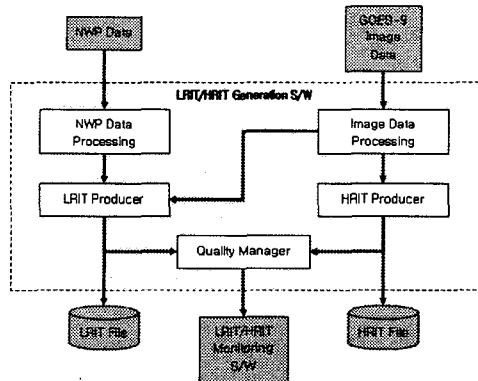 NWP Data
GOES-9
Image
Data
LRIT/HRIT Generation S/W
NWP Data
Processing
Image Data
Processing
LRIT Producer
HRIT Producer
Quality Manager
LRIT File
LRIT/HRIT
Monitoring
S/W
HRIT File